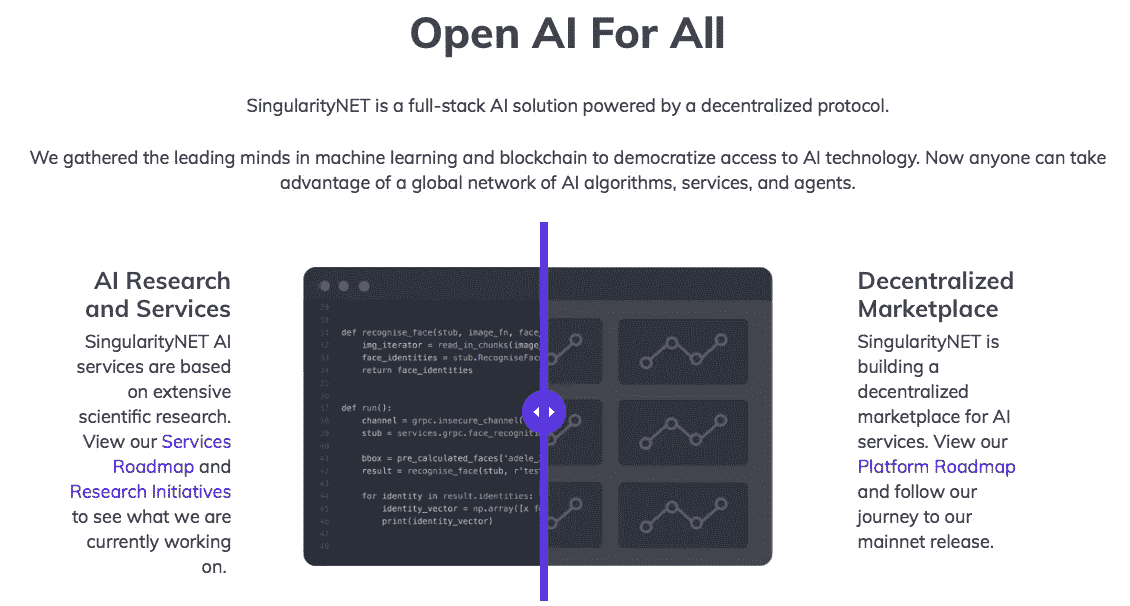 Open AI For All
SingularityNET is a full-stack AI solution powered by a decentralized protocol.
We gathered the leading minds in machine learning and blockchain to democratize access to AI technology. Now anyone can take
advantage of a global network of AI algorithms, services, and agents.
AI Research
and Services
SingularityNET AI
services are based
on extensive
scientific research.
View our Services
Roadmap and
Research Initiatives
to see what we are
currently working
on.
def recognise_face(stub, image_fn, face_
img_iterator = read_in_chunks(image_
face_identities = stub.RecogniseFac
return face_identities
def run():
channel = grpc.insecure_channel(
stub = services.grpc.face_recogniti
bbox = pre_calculated_faces['adele_
result = recognise_face(stub, r'tes
for identity in result.identities:
identity_vector = np.array([x f
print(identity_vector)
Decentralized
Marketplace
SingularityNET is
building a
decentralized
marketplace for AI
services. View our
Platform Roadmap
and follow our
journey to our
mainnet release.